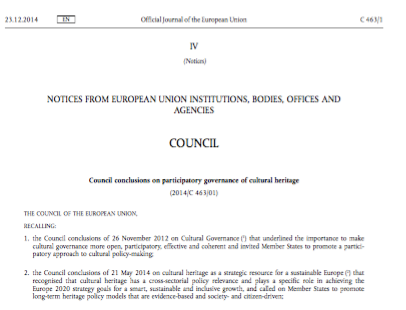 23.12.2014 EN Official Journal of the European Union C 463/1
IV
(Notices)
NOTICES FROM EUROPEAN UNION INSTITUTIONS, BODIES, OFFICES AND
AGENCIES
COUNCIL
Council conclusions on participatory governance of cultural heritage
(2014/C 463/01)
THE COUNCIL OF THE EUROPEAN UNION,
RECALLING:
1. the Council conclusions of 26 November 2012 on Cultural Governance (¹) that underlined the importance to make
cultural governance more open, participatory, effective and coherent and invited Member States to promote a partici-
patory approach to cultural policy-making;
2. the Council conclusions of 21 May 2014 on cultural heritage as a strategic resource for a sustainable Europe (²) that
recognised that cultural heritage has a cross-sectorial policy relevance and plays a specific role in achieving the
Europe 2020 strategy goals for a smart, sustainable and inclusive growth, and called on Member States to promote
long-term heritage policy models that are evidence-based and society- and citizen-driven;